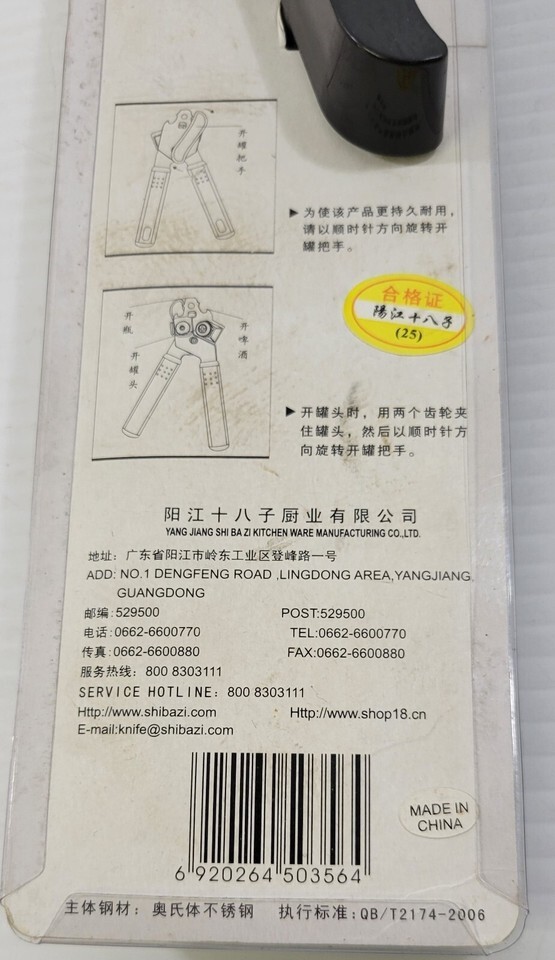 开罐把手
▶为使该产品更持久耐用，
请以顺时针方向旋转开
罐把手。
合格证
陽江十八子
(25)
开瓶
开啤酒
开罐头
▶开罐头时，用两个齿轮夹
住罐头，然后以顺时针方
向旋转开罐把手。
阳江十八子厨业有限公司
YANG JIANG SHI BA ZI KITCHEN WARE MANUFACTURING CO.,LTD.
地址：广东省阳江市岭东工业区登峰路一号
ADD: NO.1 DENGFENG ROAD ,LINGDONG AREA,YANGJIANG,
GUANGDONG
邮编:529500 POST:529500
电话:0662-6600770 TEL:0662-6600770
传真:0662-6600880 FAX:0662-6600880
服务热线：800 8303111
SERVICE HOTLINE：800 8303111
Http://www.shibazi.com Http://www.shop18.cn
E-mail:knife@shibazi.com
6 920264 503564
MADE IN
CHINA
主体钢材：奥氏体不锈钢 执行标准:QB/T2174-2006